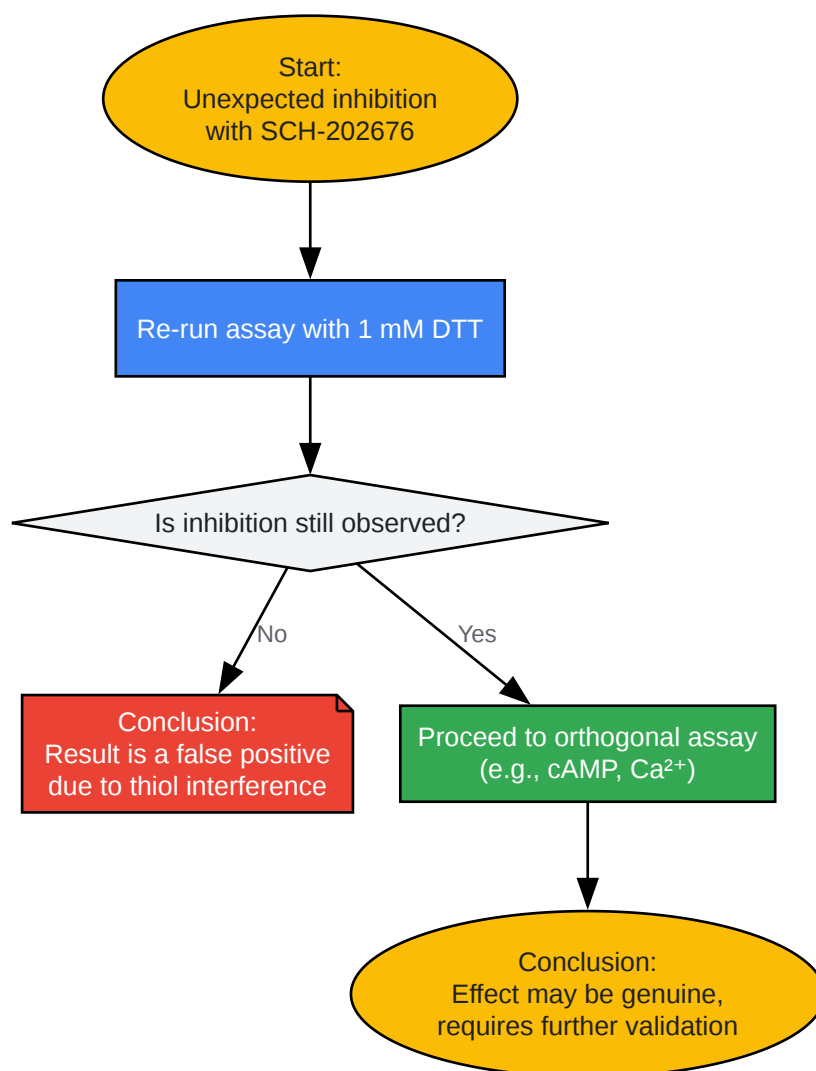 Start:
Unexpected inhibition
with SCH-202676
Re-run assay with 1 mM DTT
Is inhibition still observed?
No
Yes
Conclusion:
Result is a false positive
due to thiol interference
Proceed to orthogonal assay
(e.g., cAMP, Ca²⁺)
Conclusion:
Effect may be genuine,
requires further validation